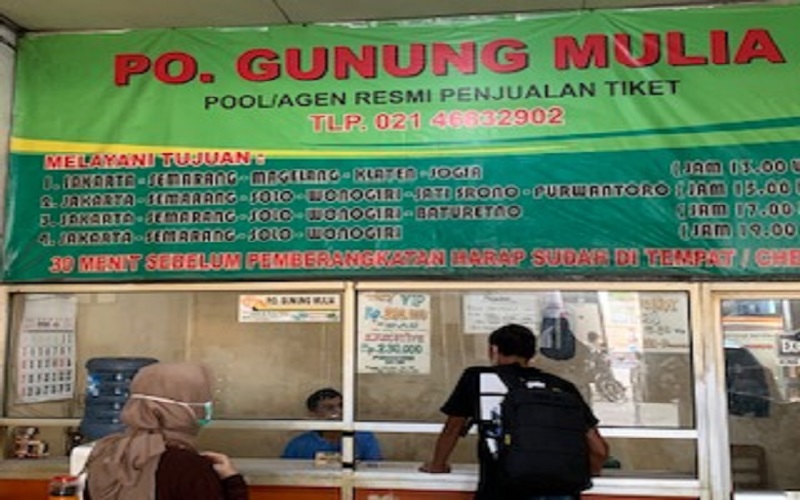 PO. GUNUNG MULIA
POOL/AGEN RESMI PENJUALAN TIKET
TLP. 021 46832902
MELAYANI TUJUAN :
1. JAKARTA - SEMARANG - MAGELANG - KLATEN - JOGJA ( JAM 13.00
2. JAKARTA - SEMARANG - SOLO - WONOGIRI - JATI SRONO - PURWANTORO ( JAM 15.00
3. JAKARTA - SEMARANG - SOLO - WONOGIRI - BATURETNO ( JAM 17.00
4. JAKARTA - SEMARANG - SOLO - WONOGIRI ( JAM 19.00
30 MENIT SEBELUM PEMBERANGKATAN HARAP SUDAH DI TEMPAT / CHE
PO. GUNUNG MULIA
VIP
EXECUTIVE
Rp.230.000